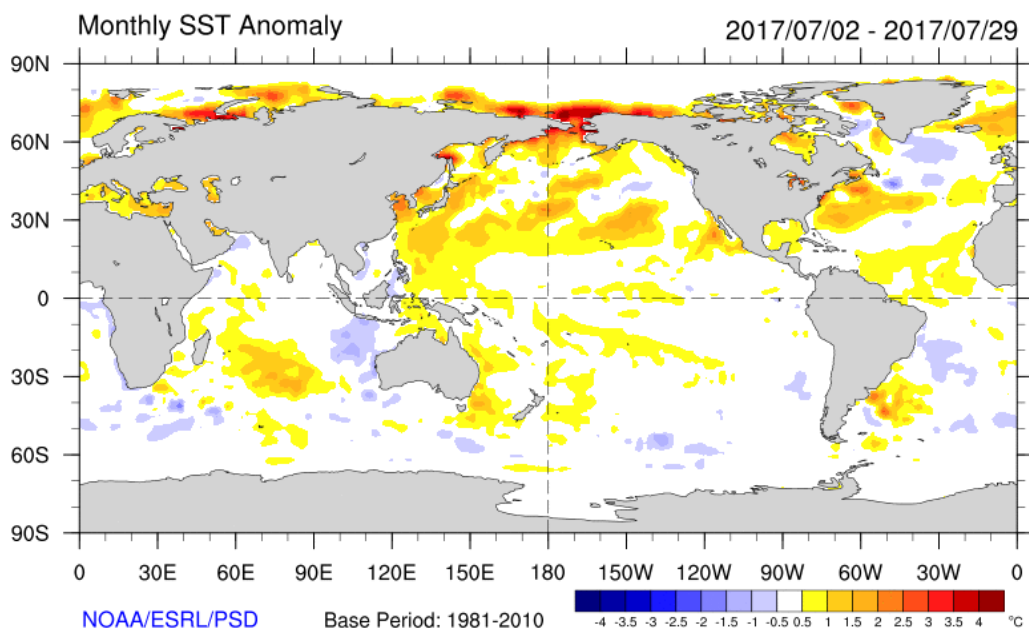 Monthly SST Anomaly
2017/07/02 - 2017/07/29
90N
60N
30N
0
30S
60S
90S
0 30E 60E 90E 120E 150E 180 150W 120W 90W 60W 30W 0
NOAA/ESRL/PSD
Base Period: 1981-2010
-4 -3.5 -3 -2.5 -2 -1.5 -1 -0.5 0.5 1 1.5 2 2.5 3 3.5 4 °C